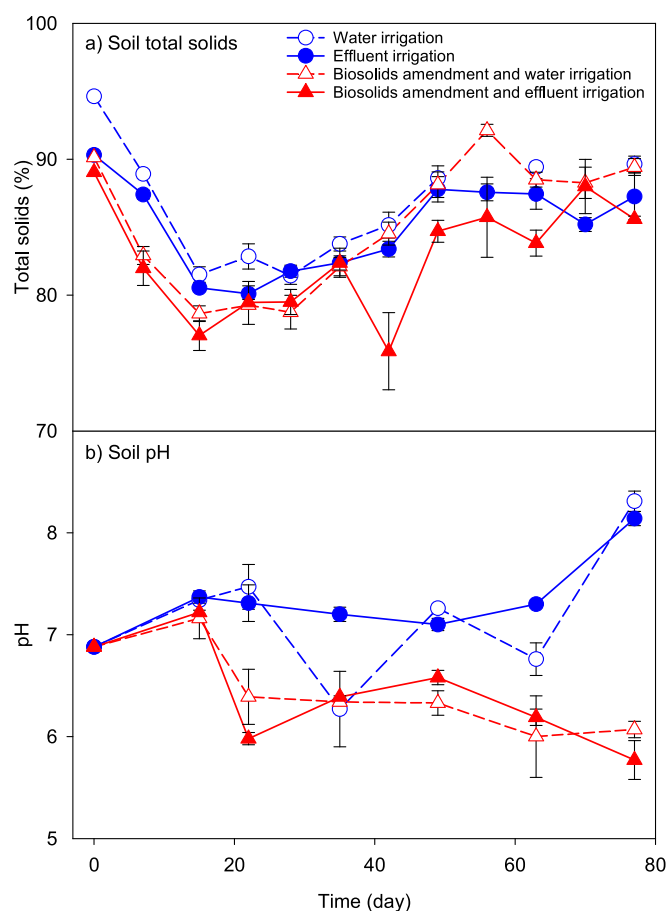 100
a) Soil total solids
Water irrigation
Effluent irrigation
Biosolids amendment and water irrigation
Biosolids amendment and effluent irrigation
90
Total solids (%)
80
70
b) Soil pH
8
7
pH
6
5
0 20 40 60 80
Time (day)